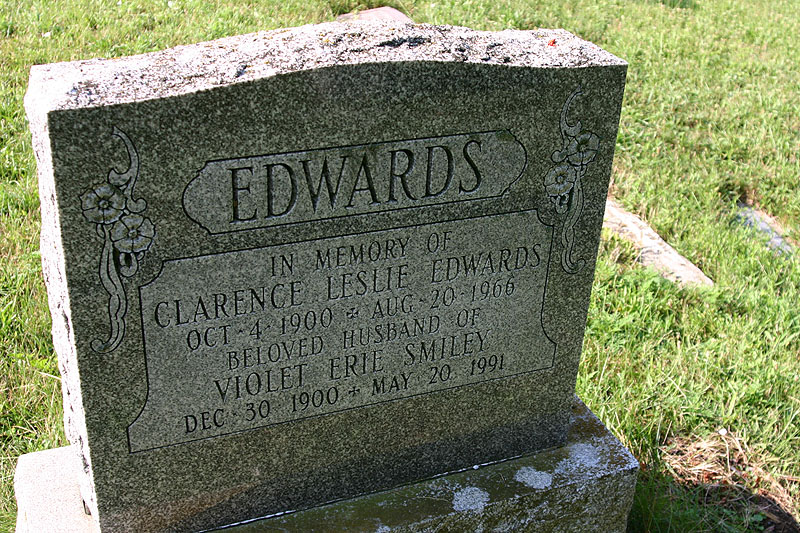 EDWARDS
IN MEMORY OF
CLARENCE LESLIE EDWARDS
OCT · 4 · 1900 + AUG · 20 · 1966
BELOVED HUSBAND OF
VIOLET ERIE SMILEY
DEC · 30 1900 + MAY 20, 1991